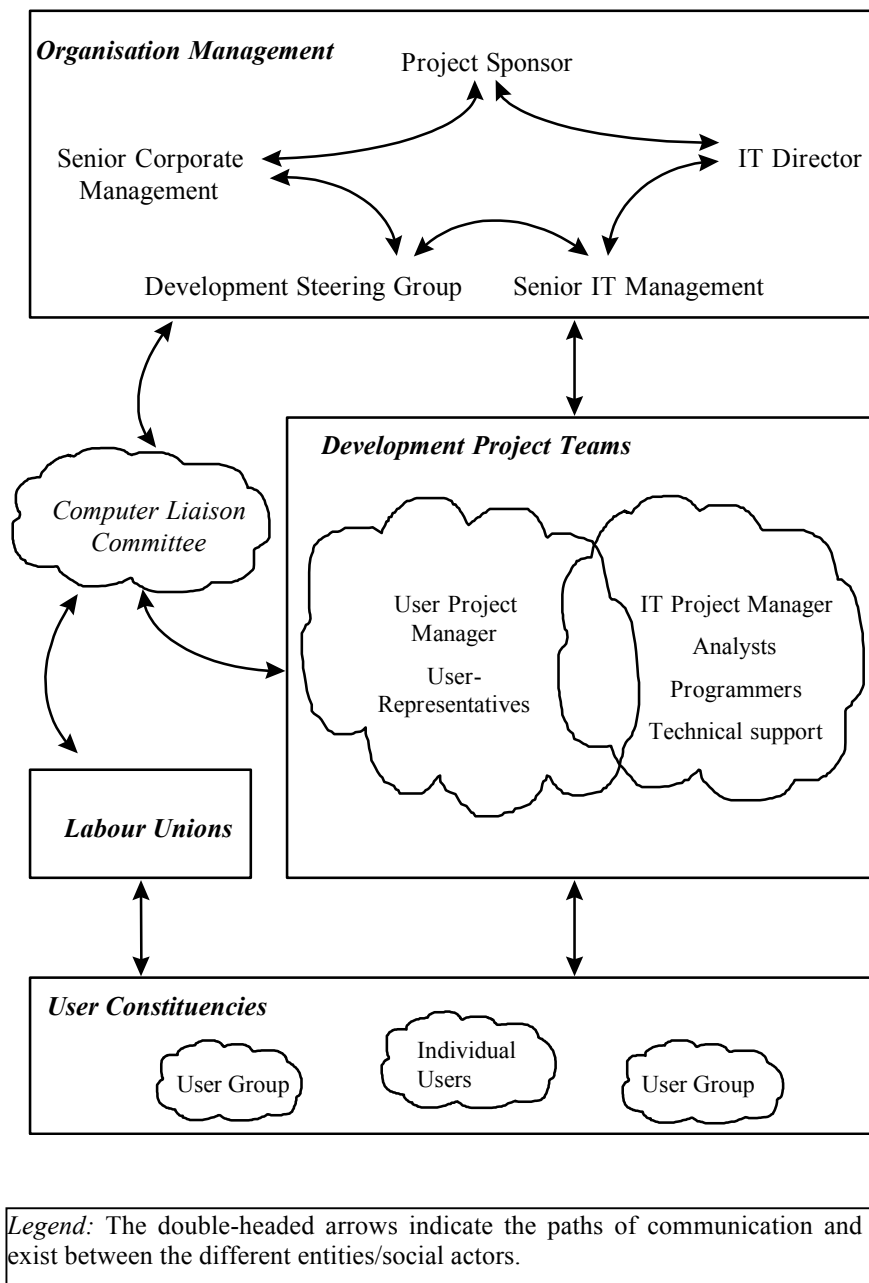 Organisation Management
Project Sponsor
Senior Corporate
Management
IT Director
Development Steering Group
Senior IT Management
Development Project Teams
Computer Liaison
Committee
User Project
Manager
User-
Representatives
IT Project Manager
Analysts
Programmers
Technical support
Labour Unions
User Constituencies
User Group
Individual
Users
User Group
Legend: The double-headed arrows indicate the paths of communication and
exist between the different entities/social actors.